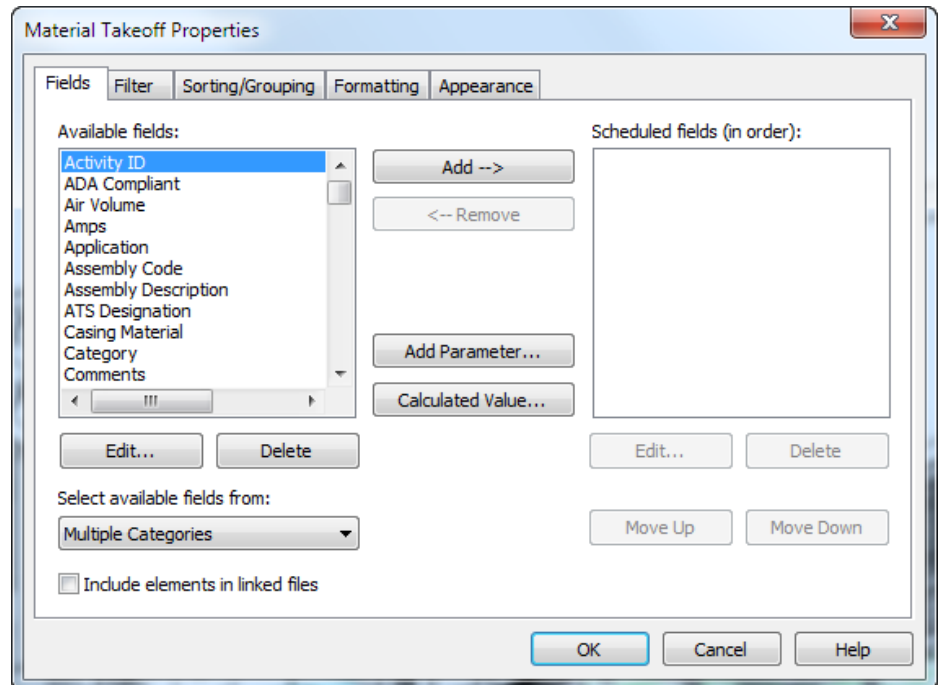 Material Takeoff Properties
Fields
Filter
Sorting/Grouping
Formatting
Appearance
Available fields:
Scheduled fields (in order):
Activity ID
ADA Compliant
Air Volume
Amps
Application
Assembly Code
Assembly Description
ATS Designation
Casing Material
Category
Comments
Add -->
<-- Remove
Add Parameter...
Calculated Value...
Edit...
Delete
Edit...
Delete
Select available fields from:
Multiple Categories
Move Up
Move Down
Include elements in linked files
OK
Cancel
Help